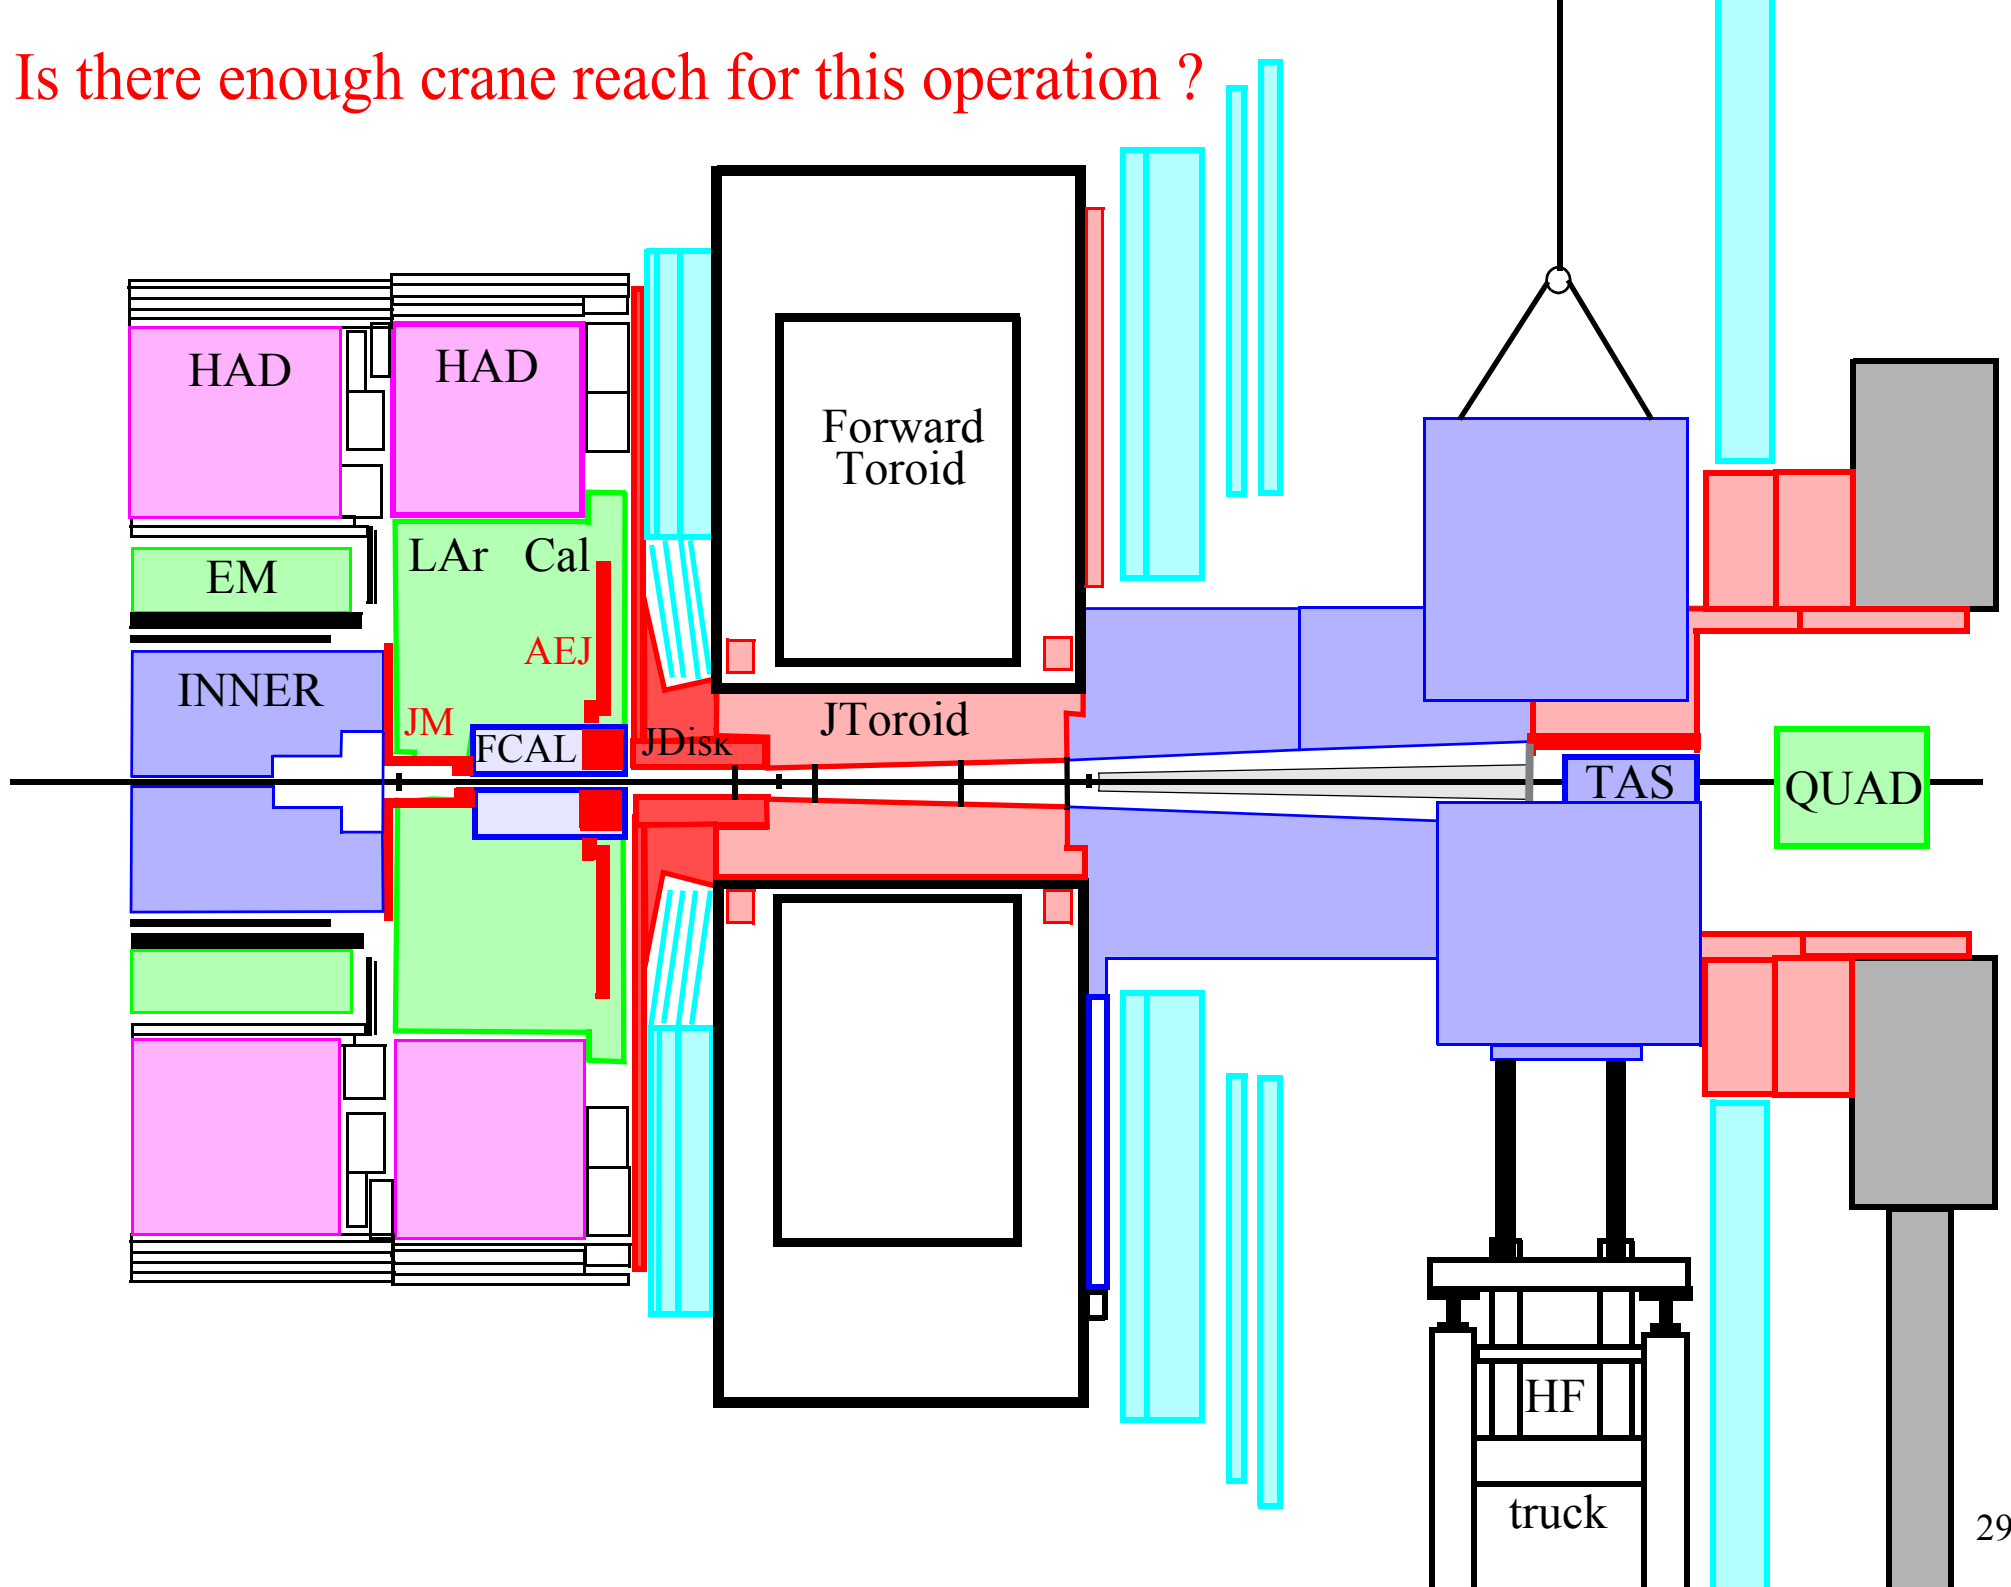 Is there enough crane reach for this operation ?
HAD
HAD
Forward
Toroid
LAr Cal
EM
AEJ
INNER
JM
JToroid
FCAL
JDisk
TAS
QUAD
HF
truck
29